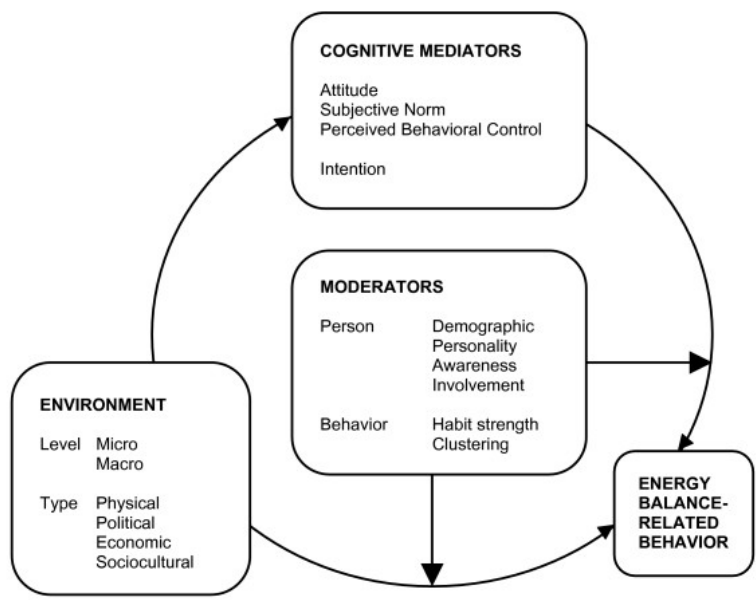 COGNITIVE MEDIATORS
Attitude
Subjective Norm
Perceived Behavioral Control
Intention
MODERATORS
Person Demographic
Personality
Awareness
Involvement
Behavior Habit strength
Clustering
ENVIRONMENT
Level Micro
Macro
Type Physical
Political
Economic
Sociocultural
ENERGY
BALANCE-
RELATED
BEHAVIOR